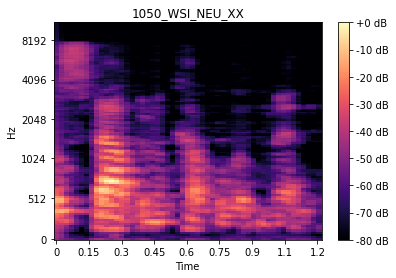 1050_WSI_NEU_XX
+0 dB
8192
-10 dB
4096
-20 dB
-30 dB
2048
Hz
-40 dB
1024
-50 dB
512
-60 dB
-70 dB
0
-80 dB
0 0.15 0.3 0.45 0.6 0.75 0.9 1.1 1.2
Time